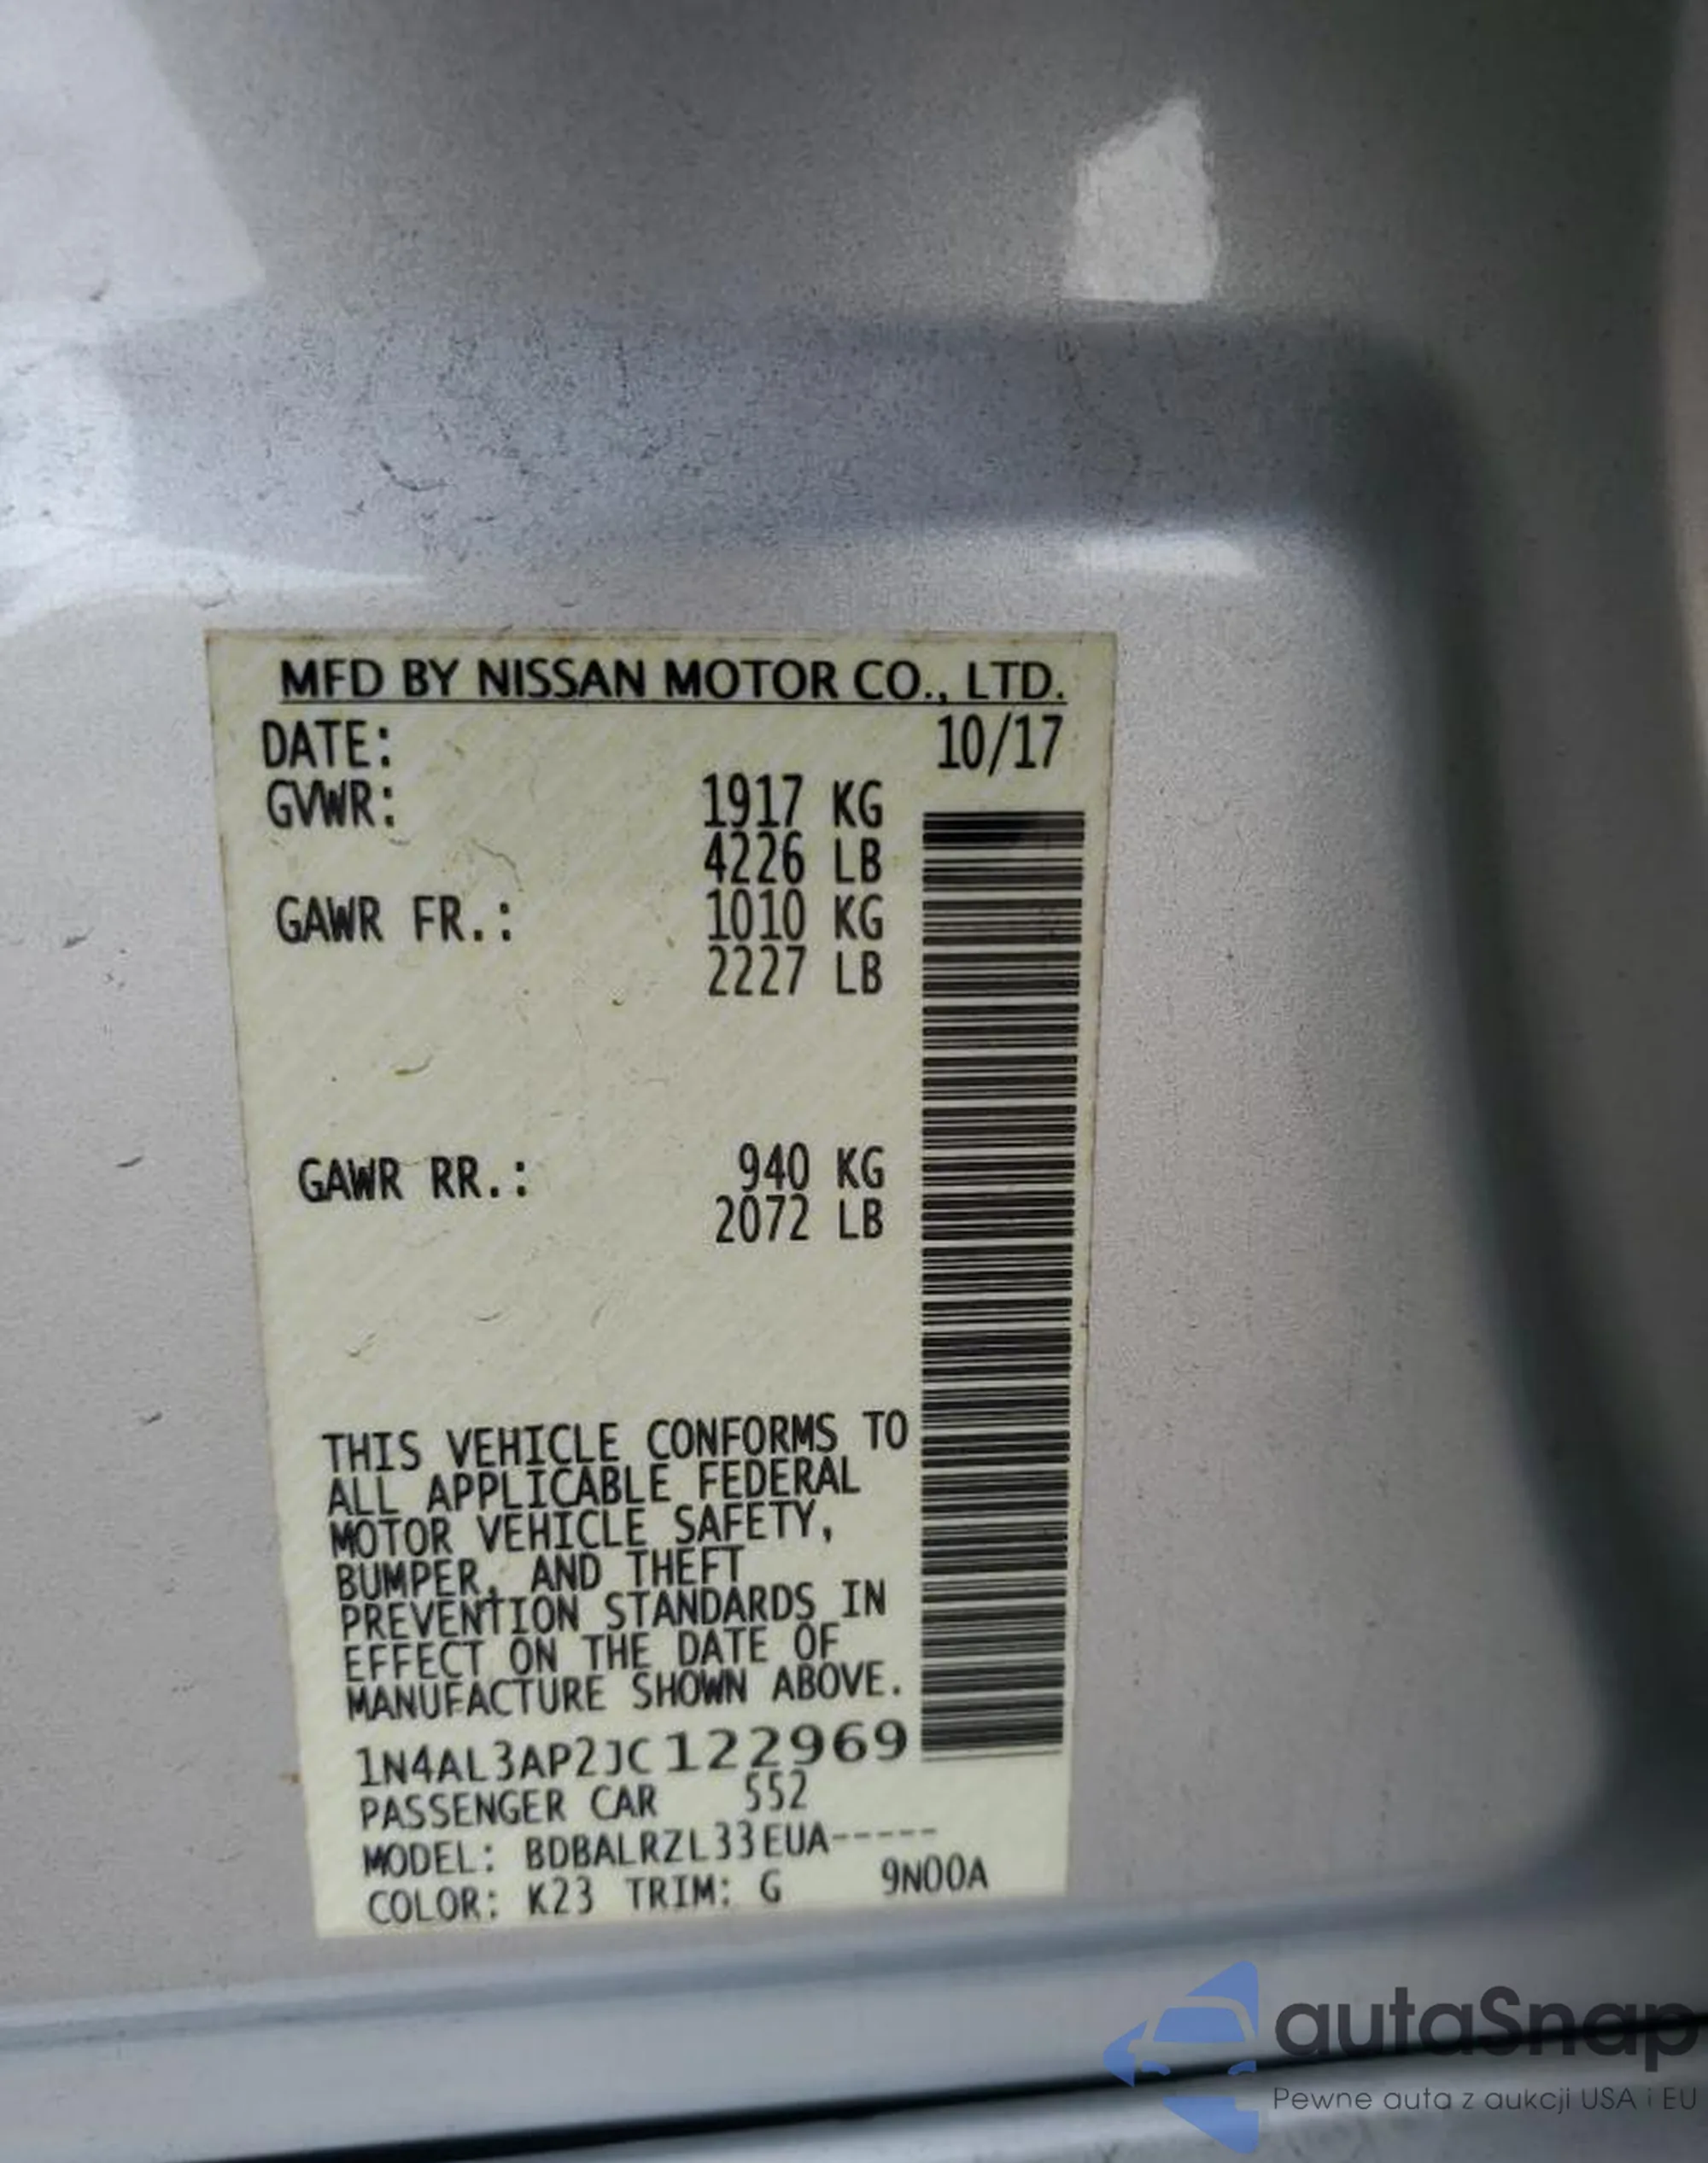 MFD BY NISSAN MOTOR CO., LTD.
DATE: 10/17
GVWR: 1917 KG
4226 LB
GAWR FR.: 1010 KG
2227 LB
GAWR RR.: 940 KG
2072 LB
THIS VEHICLE CONFORMS TO
ALL APPLICABLE FEDERAL
MOTOR VEHICLE SAFETY,
BUMPER, AND THEFT
PREVENTION STANDARDS IN
EFFECT ON THE DATE OF
MANUFACTURE SHOWN ABOVE.
1N4AL3AP2JC122969
PASSENGER CAR 552
MODEL: BDBALRZL33EUA-----
COLOR: K23 TRIM: G 9N00A
autaSnap
Pewne auta z aukcji USA i EU